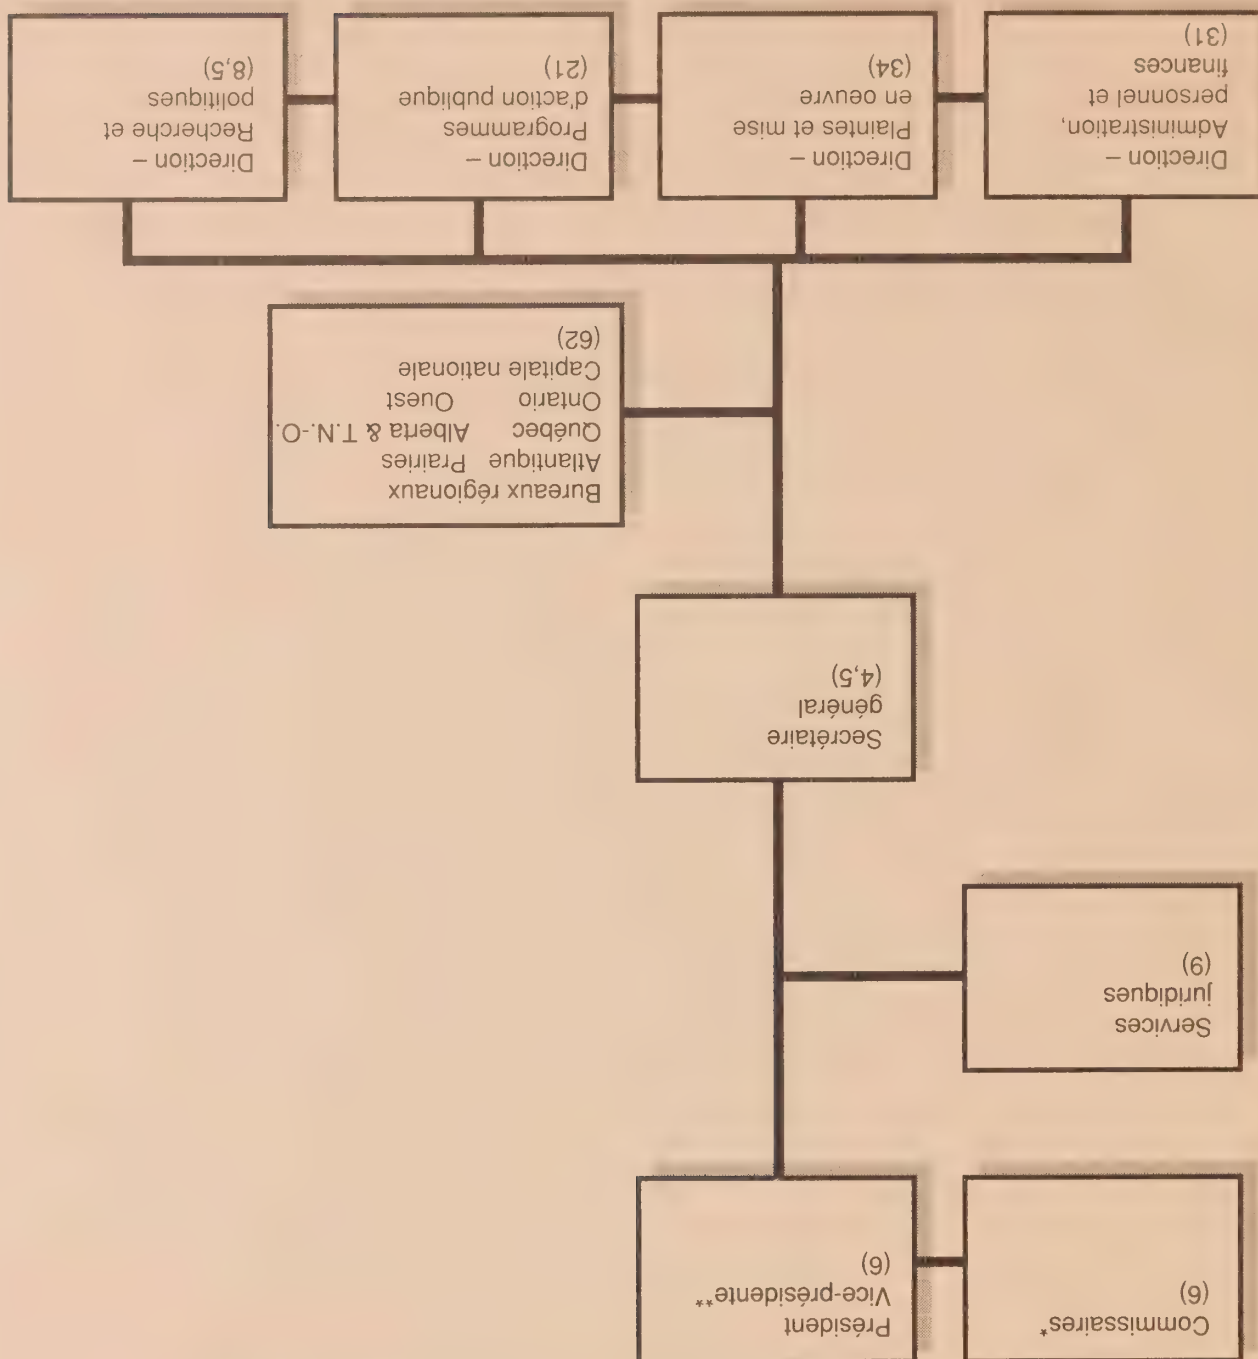 Commissaires*
(6)
Président
Vice-présidente**
(6)
Services
juridiques
(9)
Secrétaire
général
(4,5)
Bureaux régionaux
Atlantique Prairies
Québec Alberta & T.N.-O.
Ontario Ouest
Capitale nationale
(62)
Direction –
Administration,
personnel et
finances
(31)
Direction –
Plaintes et mise
en oeuvre
(34)
Direction –
Programmes
d'action publique
(21)
Direction –
Recherche et
politiques
(8,5)